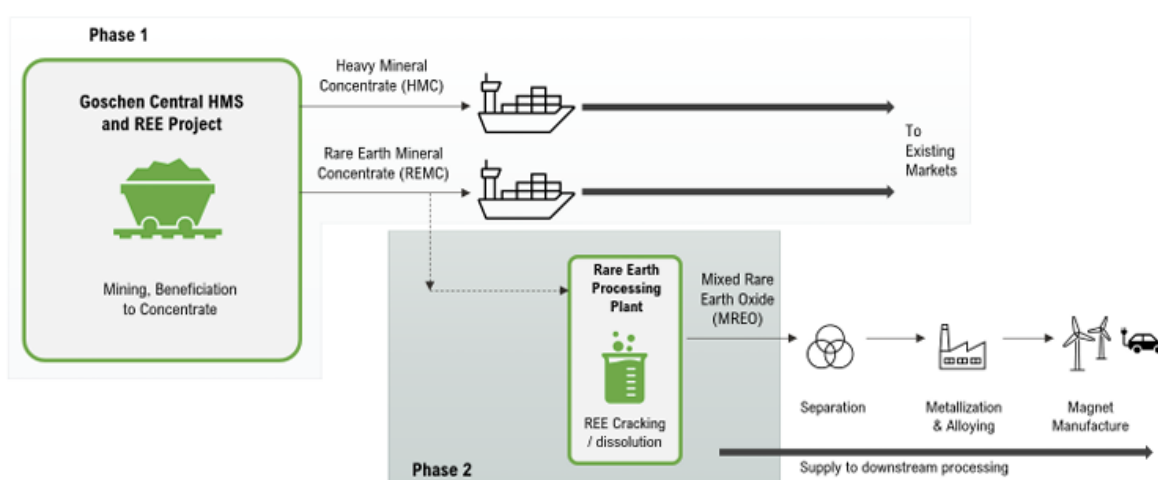 Phase 1
Goschen Central HMS
and REE Project
Mining, Beneficiation
to Concentrate
Heavy Mineral
Concentrate (HMC)
Rare Earth Mineral
Concentrate (REMC)
To
Existing
Markets
Phase 2
Rare Earth
Processing
Plant
REE Cracking
/ dissolution
Mixed Rare
Earth Oxide
(MREO)
Separation
Metallization
& Alloying
Magnet
Manufacture
Supply to downstream processing